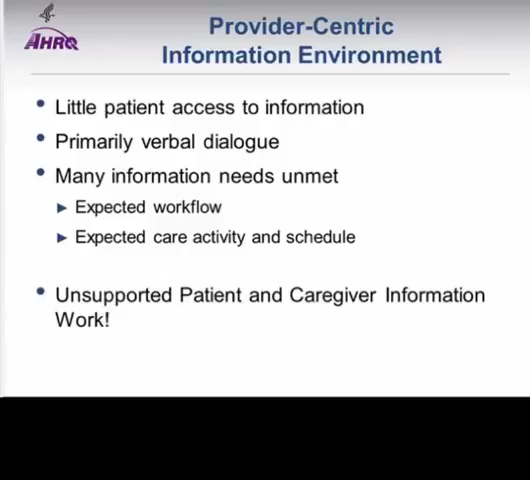 AHRQ
Provider-Centric
Information Environment
• Little patient access to information
• Primarily verbal dialogue
• Many information needs unmet
► Expected workflow
► Expected care activity and schedule
• Unsupported Patient and Caregiver Information
Work!